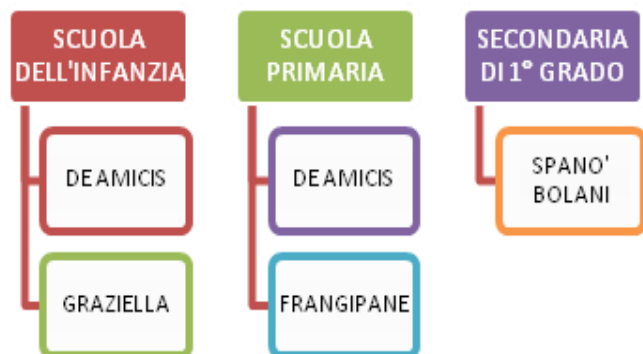 SCUOLA
DELL'INFANZIA
DE AMICIS
GRAZIELLA
SCUOLA
PRIMARIA
DE AMICIS
FRANGIPANE
SECONDARIA
DI 1° GRADO
SPANO'
BOLANI